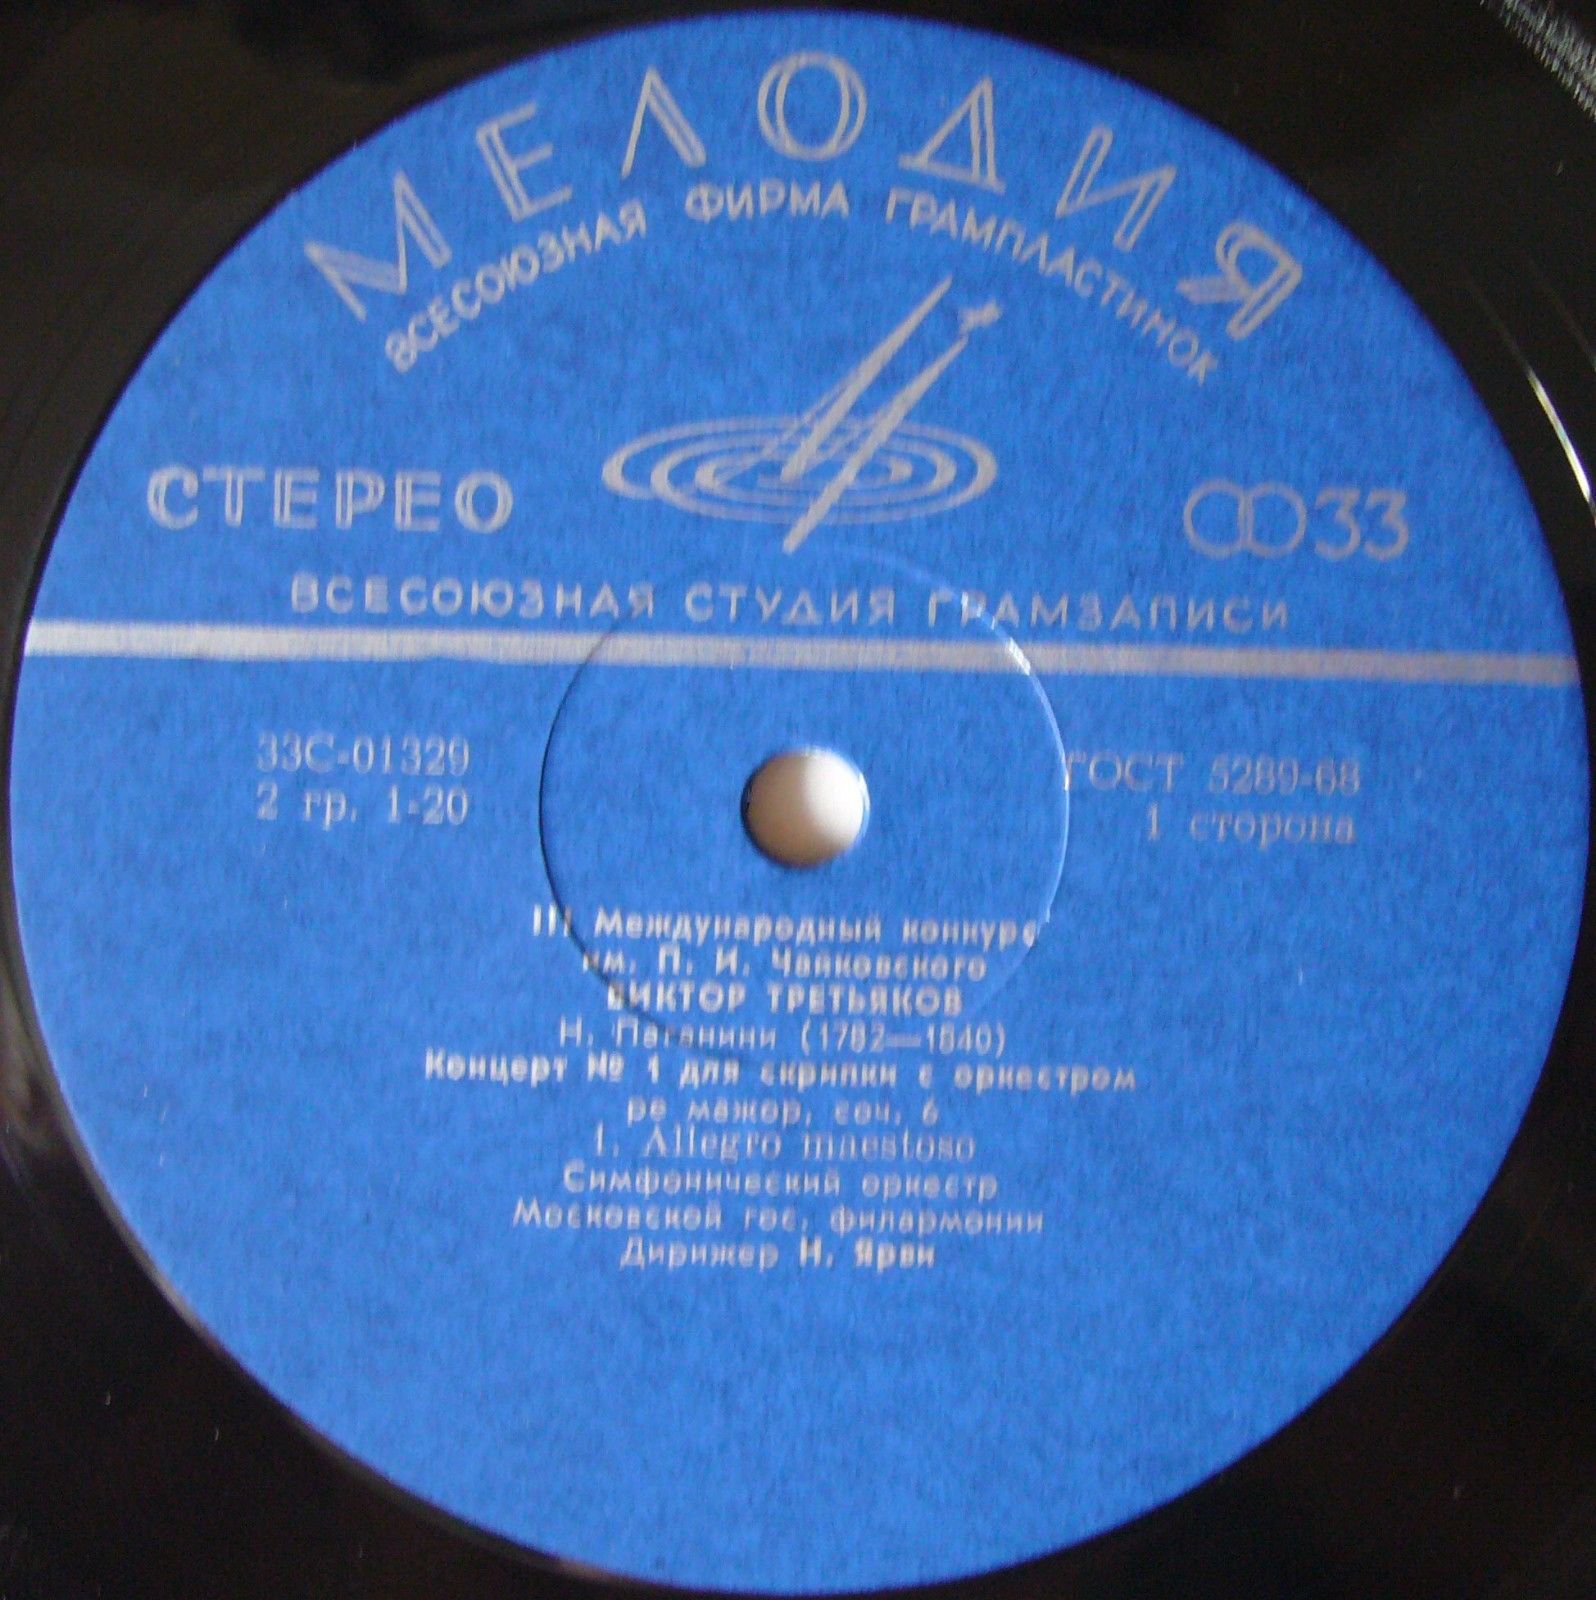 МЕЛОДИЯ
ВСЕСОЮЗНАЯ ФИРМА ГРАМПЛАСТИНОК
СТЕРЕО
33
ВСЕСОЮЗНАЯ СТУДИЯ ГРАМЗАПИСИ
33С-01329
ГОСТ 5289-68
2 гр. 1-20
1 сторона
III Международный конкурс
им. П. И. Чайковского
ВИКТОР ТРЕТЬЯКОВ
Н. Паганини (1782—1840)
Концерт № 1 для скрипки с оркестром
ре мажор, соч. 6
1. Allegro maestoso
Симфонический оркестр
Московской гос. филармонии
Дирижер Н. Ярви